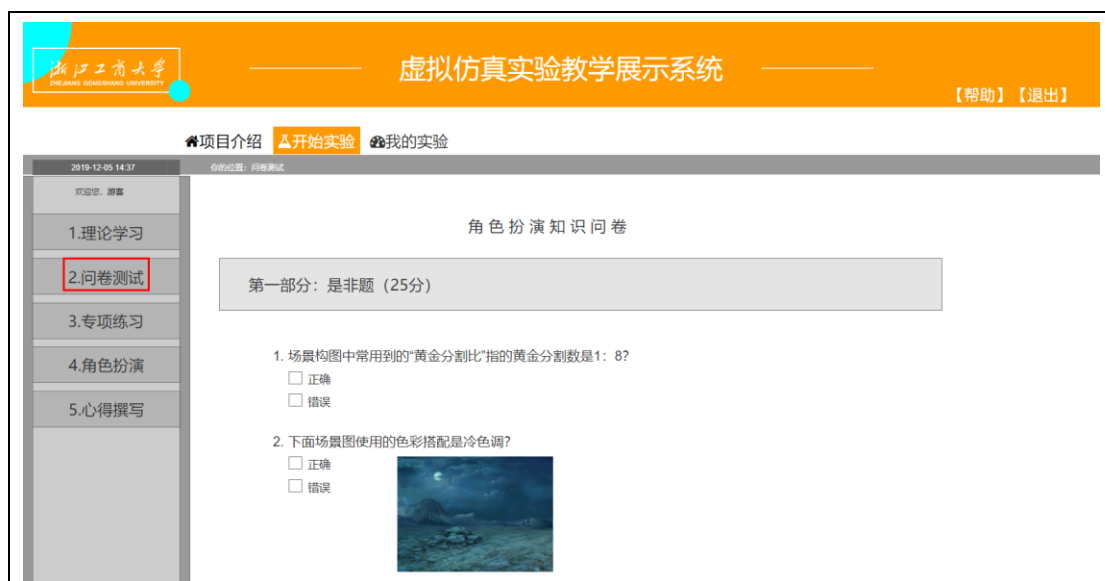 浙江工商大学
ZHEJIANG GONGSHANG UNIVERSITY
虚拟仿真实验教学展示系统
【帮助】【退出】
项目介绍 开始实验 我的实验
2019-12-05 14:37 你的位置：问卷测试
欢迎您，游客
1.理论学习
2.问卷测试
3.专项练习
4.角色扮演
5.心得撰写
角色扮演知识问卷
第一部分：是非题（25分）
1. 场景构图中常用到的“黄金分割比”指的黄金分割数是1：8?
正确
错误
2. 下面场景图使用的色彩搭配是冷色调?
正确
错误